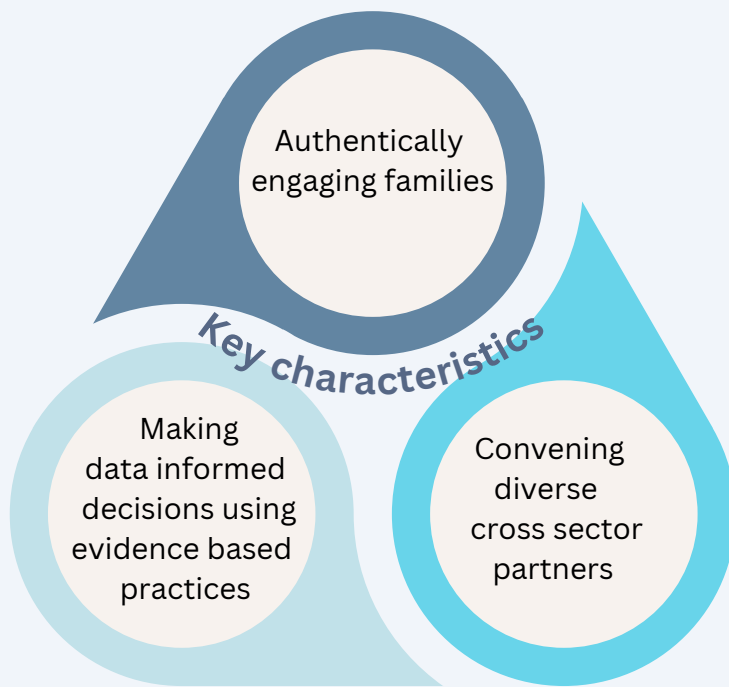 Authentically
engaging families
Key characteristics
Making
data informed
decisions using
evidence based
practices
Convening
diverse
cross sector
partners